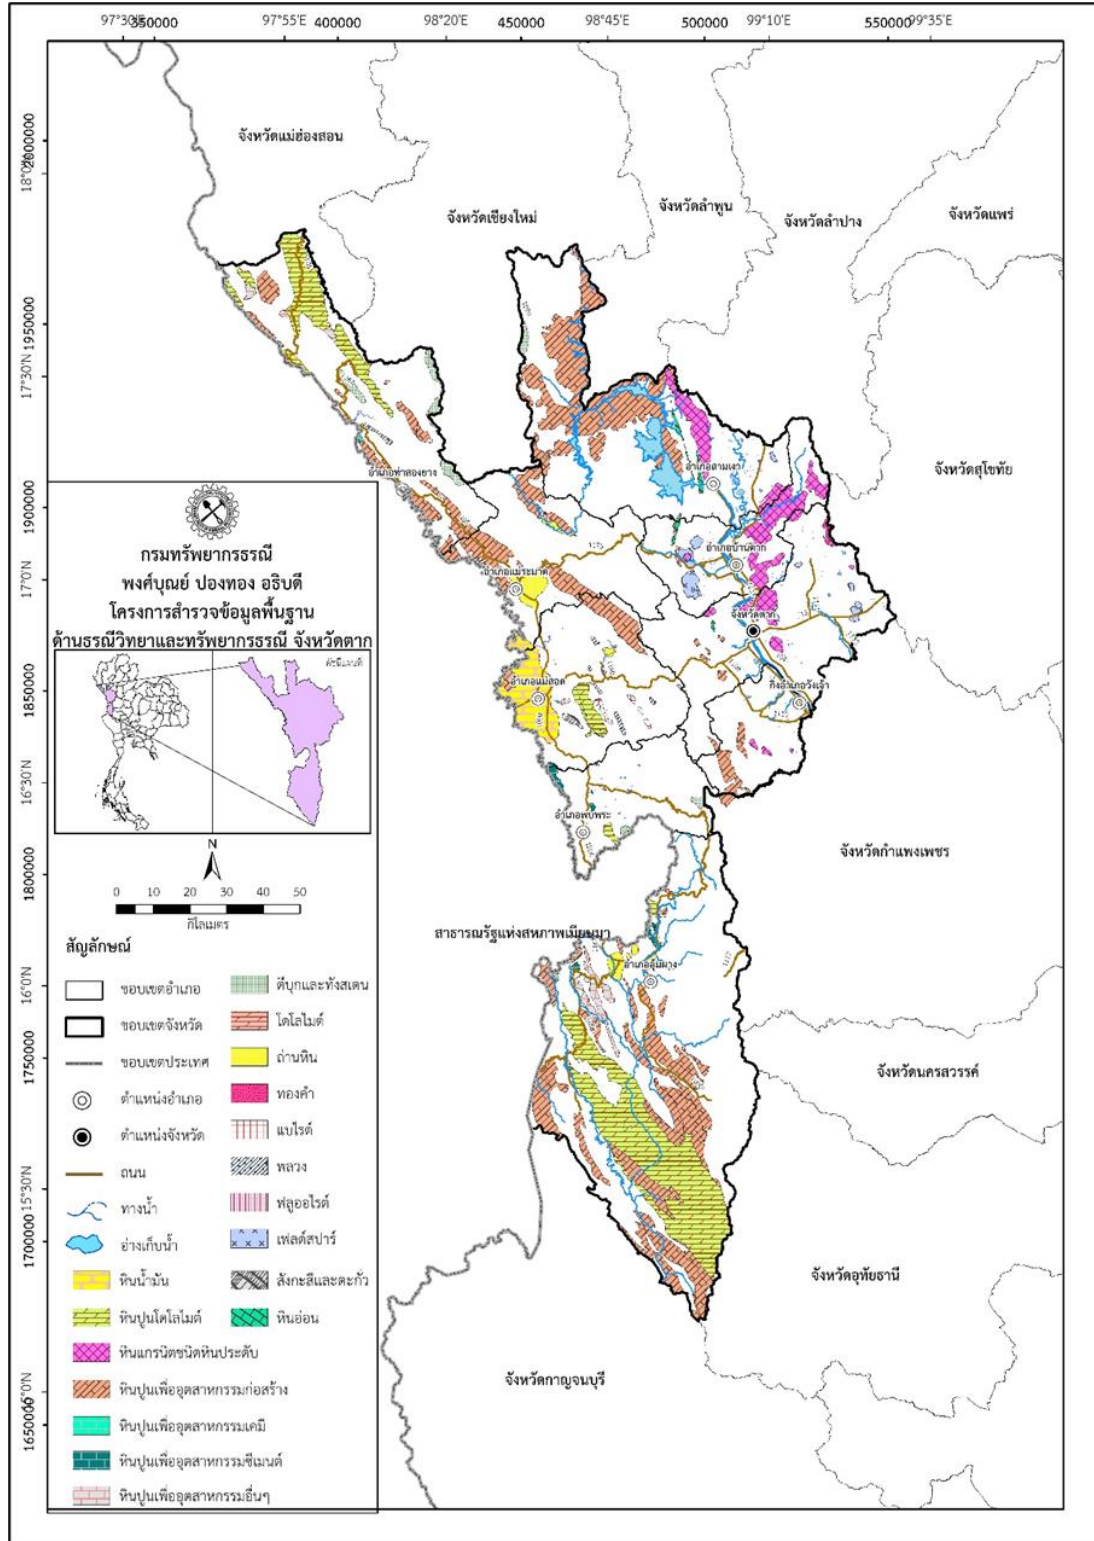 97°30'E 350000 97°55'E 400000 98°20'E 450000 98°45'E 500000 99°10'E 550000 99°35'E
2000000
18°0'N
1950000
17°30'N
1900000
17°0'N
1850000
16°30'N
1800000
16°0'N
1750000
15°30'N
1700000
15°0'N
1650000
จังหวัดแม่ฮ่องสอน
จังหวัดเชียงใหม่
จังหวัดลำพูน
จังหวัดลำปาง
จังหวัดแพร่
จังหวัดสุโขทัย
อำเภอท่าสองยาง
อำเภอสามเงา
อำเภอบ้านตาก
อำเภอแม่ระมาด
จังหวัดตาก
อำเภอแม่สอด
กิ่งอำเภอวังเจ้า
อำเภอพบพระ
จังหวัดกำแพงเพชร
สาธารณรัฐแห่งสหภาพเมียนมา
อำเภออุ้มผาง
จังหวัดนครสวรรค์
จังหวัดอุทัยธานี
จังหวัดกาญจนบุรี
กรมทรัพยากรธรณี
พงศ์บุณย์ ปองทอง อธิบดี
โครงการสำรวจข้อมูลพื้นฐาน
ด้านธรณีวิทยาและทรัพยากรธรณี จังหวัดตาก
ดัชนีแผนที่
N
0 10 20 30 40 50
กิโลเมตร
สัญลักษณ์
ขอบเขตอำเภอ
ขอบเขตจังหวัด
ขอบเขตประเทศ
ตำแหน่งอำเภอ
ตำแหน่งจังหวัด
ถนน
ทางน้ำ
อ่างเก็บน้ำ
หินน้ำมัน
หินปูนโดโลไมต์
หินแกรนิตชนิดหินประดับ
หินปูนเพื่ออุตสาหกรรมก่อสร้าง
หินปูนเพื่ออุตสาหกรรมเคมี
หินปูนเพื่ออุตสาหกรรมซีเมนต์
หินปูนเพื่ออุตสาหกรรมอื่นๆ
ดีบุกและทังสเตน
โดโลไมต์
ถ่านหิน
ทองคำ
แบไรต์
พลวง
ฟลูออไรต์
เฟลด์สปาร์
สังกะสีและตะกั่ว
หินอ่อน